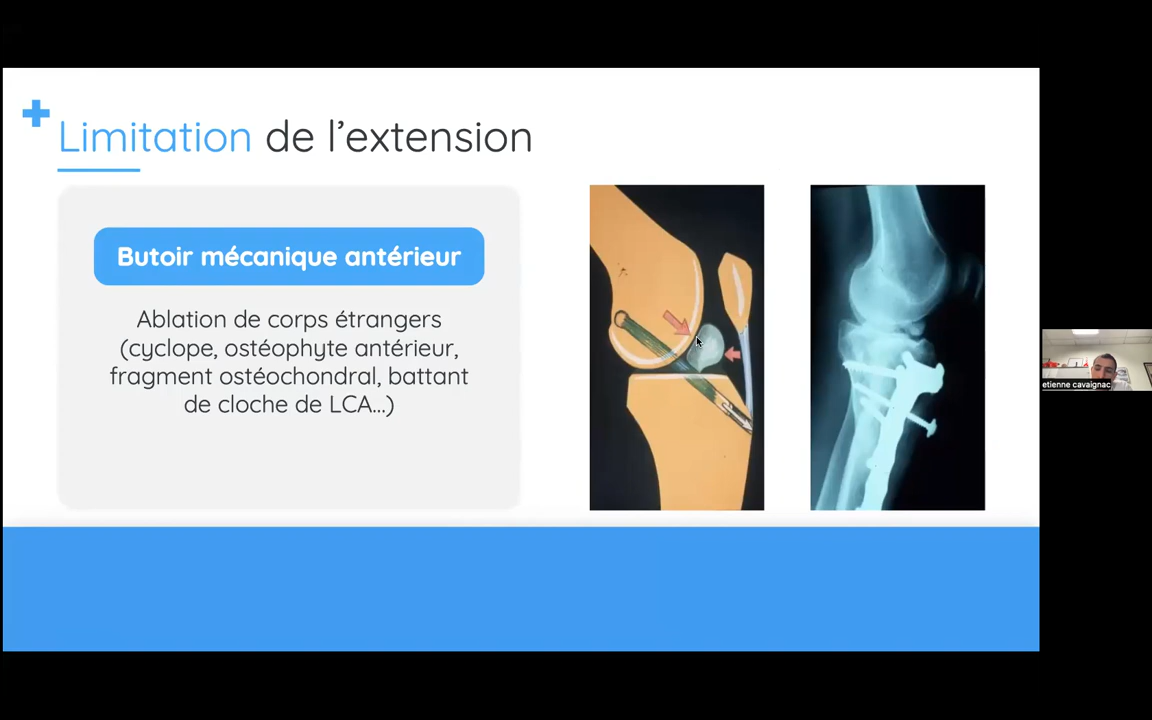 Limitation de l'extension
Butoir mécanique antérieur
Ablation de corps étrangers
(cyclope, ostéophyte antérieur,
fragment ostéochondral, battant
de cloche de LCA...)
etienne cavaignac